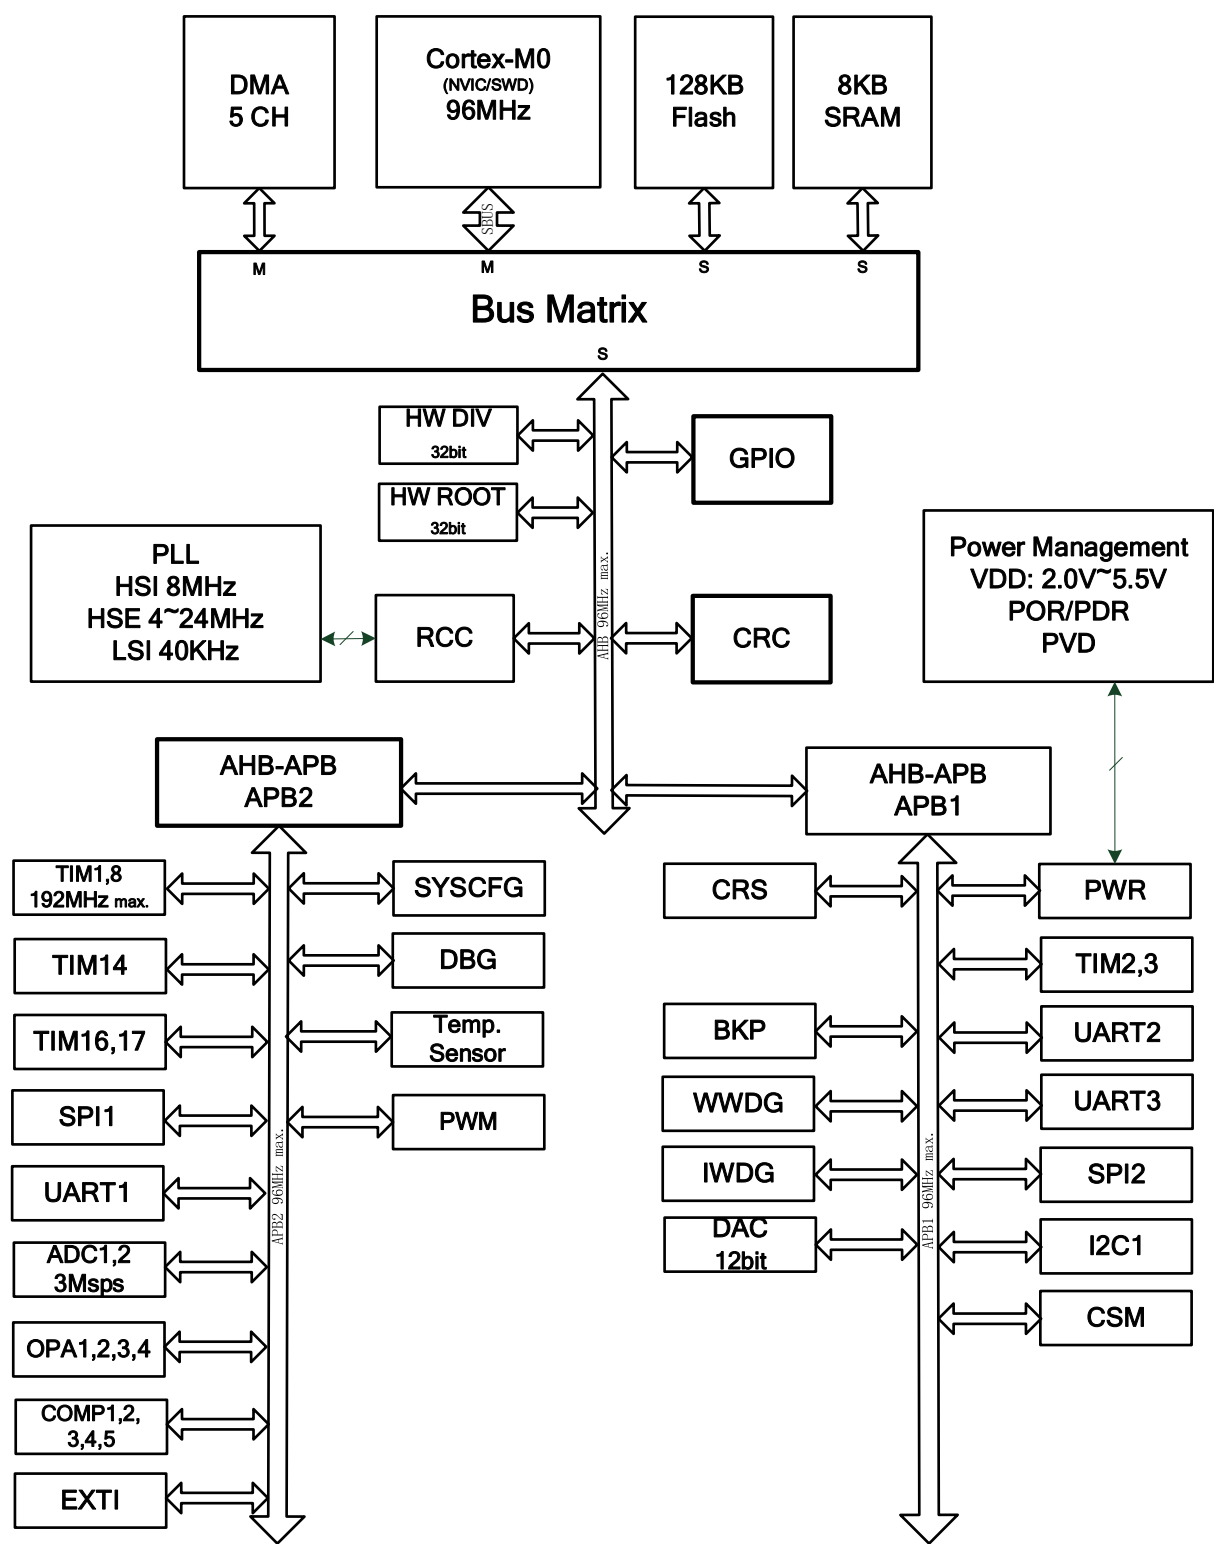 DMA
5 CH
Cortex-M0
(NVIC/SWD)
96MHz
128KB
Flash
8KB
SRAM
SBUS
M
M
S
S
Bus Matrix
S
HW DIV
32bit
GPIO
HW ROOT
32bit
PLL
HSI 8MHz
HSE 4~24MHz
LSI 40KHz
RCC
AHB 96MHz max.
CRC
Power Management
VDD: 2.0V~5.5V
POR/PDR
PVD
AHB-APB
APB2
AHB-APB
APB1
TIM1,8
192MHz max.
SYSCFG
TIM14
DBG
TIM16,17
Temp.
Sensor
SPI1
PWM
UART1
APB2 96MHz max.
ADC1,2
3Msps
OPA1,2,3,4
COMP1,2,
3,4,5
EXTI
CRS
PWR
TIM2,3
BKP
UART2
WWDG
UART3
IWDG
SPI2
APB1 96MHz max.
DAC
12bit
I2C1
CSM